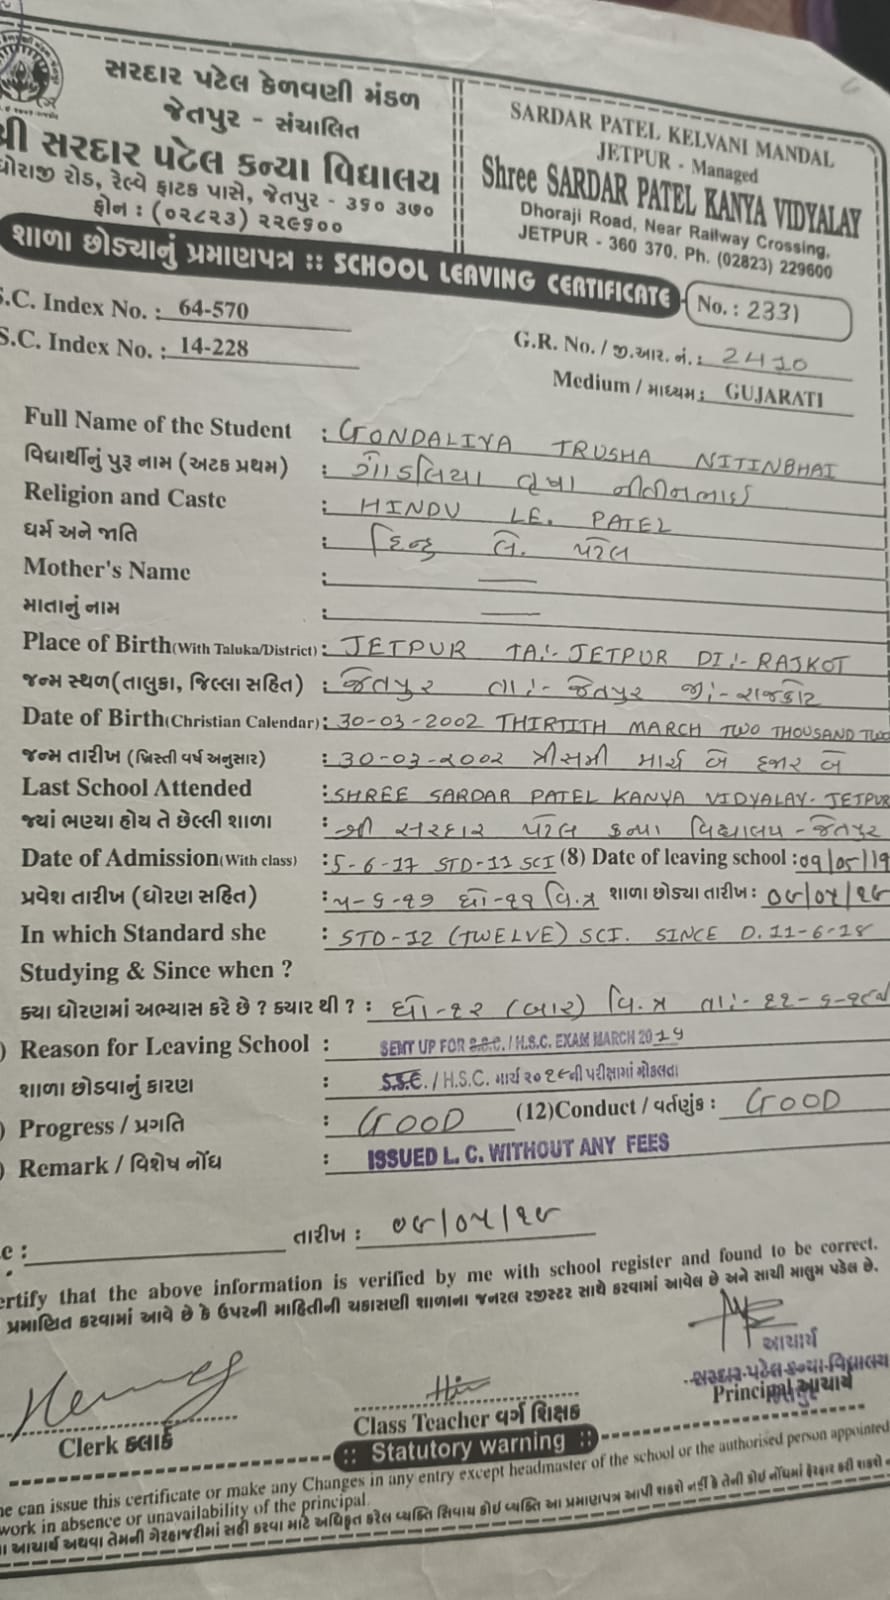 સરદાર પટેલ કેળવણી મંડળ
જેતપુર - સંચાલિત
શ્રી સરદાર પટેલ કન્યા વિદ્યાલય
ધોરાજી રોડ, રેલ્વે ફાટક પાસે, જેતપુર - ૩૬૦ ૩૭૦
ફોન : (૦૨૮૨૩) ૨૨૯૬૦૦
SARDAR PATEL KELVANI MANDAL
JETPUR - Managed
Shree SARDAR PATEL KANYA VIDYALAY
Dhoraji Road, Near Railway Crossing,
JETPUR - 360 370, Ph. (02823) 229600
શાળા છોડ્યાનું પ્રમાણપત્ર :: SCHOOL LEAVING CERTIFICATE No. : 2331
S.C. Index No. : 64-570
S.C. Index No. : 14-228
G.R. No. / જી.આર. નં. : 2410
Medium / માધ્યમ : GUJARATI
Full Name of the Student : GONDALIYA TRUSHA NITINBHAI
વિદ્યાર્થીનું પુરૂ નામ (અટક પ્રથમ) : ગોંડલિયા તૃષા નીતીનભાઈ
Religion and Caste : HINDU LE. PATEL
ધર્મ અને જાતિ : હિન્દુ લે. પટેલ
Mother's Name : —
માતાનું નામ : —
Place of Birth(With Taluka/District) : JETPUR TA:- JETPUR DI:- RAJKOT
જન્મ સ્થળ(તાલુકા, જિલ્લા સહિત) : જેતપુર તા:- જેતપુર જી:- રાજકોટ
Date of Birth(Christian Calendar) : 30-03-2002 THIRTITH MARCH TWO THOUSAND TWO
જન્મ તારીખ (ખ્રિસ્તી વર્ષ અનુસાર) : ૩૦-૦૩-૨૦૦૨ ત્રીસમી માર્ચ બે હજાર બે
Last School Attended : SHREE SARDAR PATEL KANYA VIDYALAY- JETPUR
જ્યાં ભણ્યા હોય તે છેલ્લી શાળા : શ્રી સરદાર પટેલ કન્યા વિદ્યાલય - જેતપુર
Date of Admission(With class) : 5-6-17 STD-11 SCI (8) Date of leaving school : 09/05/19
પ્રવેશ તારીખ (ધોરણ સહિત) : ૫-૬-૧૭ ધો-૧૧ વિ.પ્ર શાળા છોડ્યા તારીખ: ૦૯/૦૫/૧૯
In which Standard she : STD-12 (TWELVE) SCI. SINCE D. 11-6-18
Studying & Since when ?
ક્યા ધોરણમાં અભ્યાસ કરે છે ? ક્યાર થી ? : ધો-૧૨ (બાર) વિ.પ્ર તા:- ૧૧-૬-૧૮
) Reason for Leaving School : SENT UP FOR S.S.C. / H.S.C. EXAM MARCH 2019
શાળા છોડવાનું કારણ : S.S.C. / H.S.C. માર્ચ ૨૦૧૯ની પરીક્ષામાં મોકલતા
) Progress / પ્રગતિ : GOOD (12)Conduct / વર્તણુંક : GOOD
) Remark / વિશેષ નોંધ : ISSUED L. C. WITHOUT ANY FEES
તારીખ : ૦૯/૦૫/૧૯
ertify that the above information is verified by me with school register and found to be correct.
પ્રમાણિત કરવામાં આવે છે કે ઉપરની માહિતીની ચકાસણી શાળાના જનરલ રજીસ્ટર સાથે કરવામાં આવેલ છે અને સાચી માલુમ પડેલ છે.
આચાર્ય
સરદાર પટેલ કન્યા વિદ્યાલય
Principal આચાર્ય
Class Teacher વર્ગ શિક્ષક
Clerk કલાર્ક
:: Statutory warning ::
ne can issue this certificate or make any Changes in any entry except headmaster of the school or the authorised person appointed
work in absence or unavailability of the principal.
આચાર્ય અથવા તેમની ગેરહાજરીમાં સહી કરવા માટે અધિકૃત કરેલ વ્યક્તિ સિવાય કોઈ વ્યક્તિ આ પ્રમાણપત્ર આપી શકશે નહીં કે તેની કોઈ નોંધમાં ફેરફાર કરી શકશે